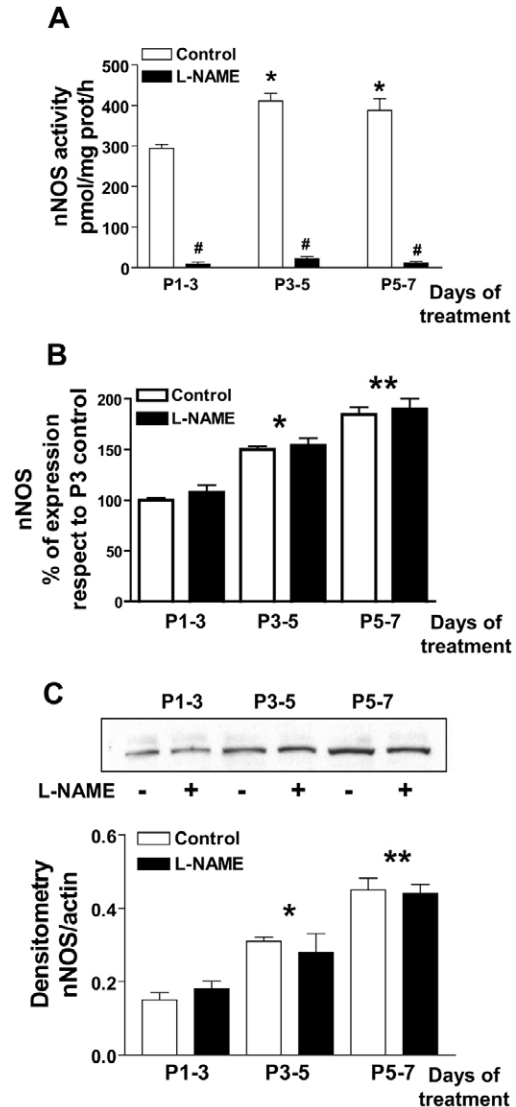 A
Control
L-NAME
nNOS activity
pmol/mg prot/h
500
400
300
200
100
0
*
*
#
#
#
P1-3 P3-5 P5-7
Days of
treatment
B
Control
L-NAME
nNOS
% of expression
respect to P3 control
200
150
100
50
0
*
**
P1-3 P3-5 P5-7
Days of
treatment
C
P1-3 P3-5 P5-7
L-NAME - + - + - +
Control
L-NAME
Densitometry
nNOS/actin
0.6
0.4
0.2
0.0
*
**
P1-3 P3-5 P5-7
Days of
treatment